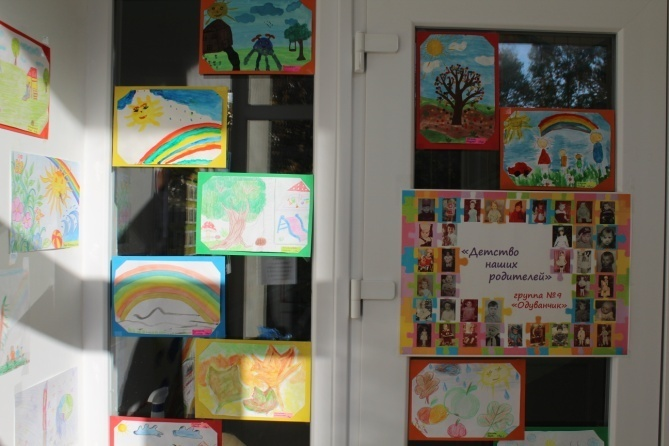 «Детство
наших
родителей»
группа №9
«Одуванчик»